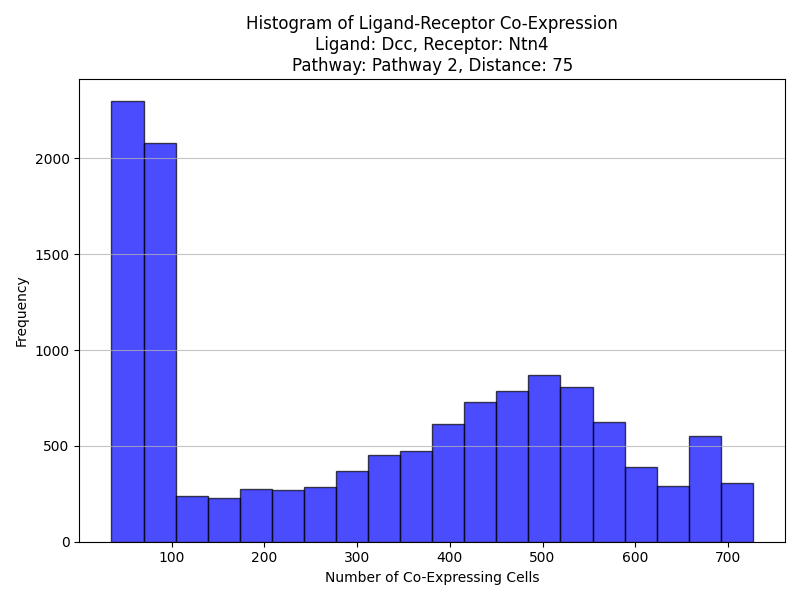 Histogram of Ligand-Receptor Co-Expression
Ligand: Dcc, Receptor: Ntn4
Pathway: Pathway 2, Distance: 75
2000
1500
1000
500
0
Frequency
100 200 300 400 500 600 700
Number of Co-Expressing Cells